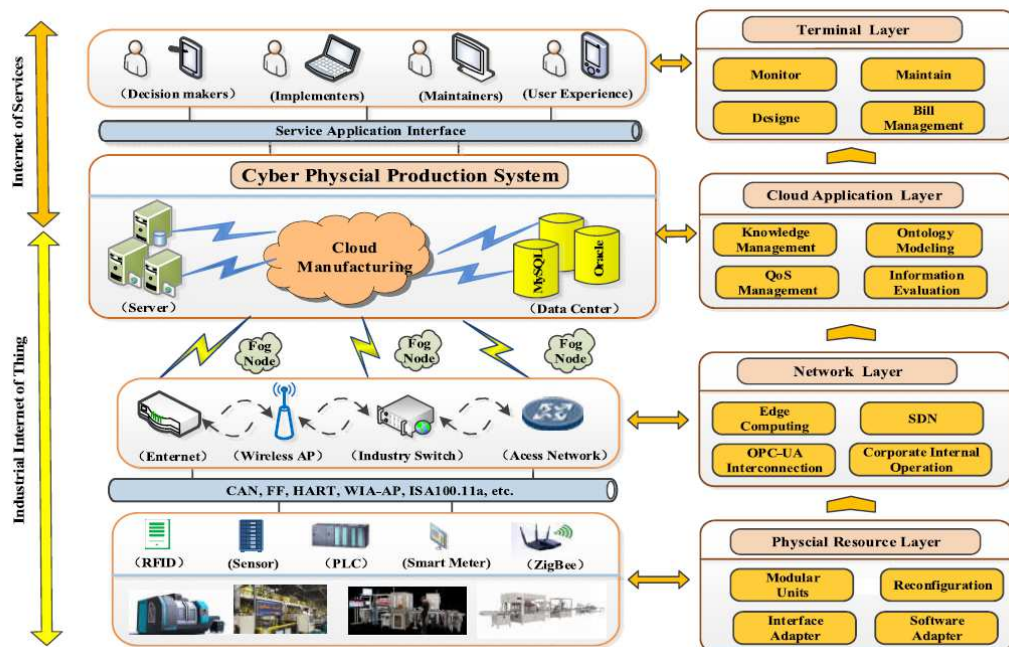 Internet of Services
Industrial Internet of Thing
(Decision makers)
(Implementers)
(Maintainers)
(User Experience)
Service Application Interface
Cyber Physcial Production System
Cloud
Manufacturing
MySQL
Oracle
(Server)
(Data Center)
Fog
Node
Fog
Node
Fog
Node
(Enternet)
(Wireless AP)
(Industry Switch)
(Acess Network)
CAN, FF, HART, WIA-AP, ISA100.11a, etc.
(RFID)
(Sensor)
(PLC)
(Smart Meter)
(ZigBee)
Terminal Layer
Monitor
Maintain
Designe
Bill
Management
Cloud Application Layer
Knowledge
Management
Ontology
Modeling
QoS
Management
Information
Evaluation
Network Layer
Edge
Computing
SDN
OPC-UA
Interconnection
Corporate Internal
Operation
Physcial Resource Layer
Modular
Units
Reconfiguration
Interface
Adapter
Software
Adapter